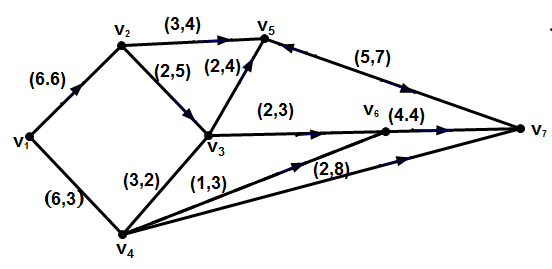 (3,4)
V5
V2
(6.6)
(2,5)
(2,4)
(5,7)
(2,3)
V6
(4.4)
V1
V3
V7
(6,3)
(3,2)
(1,3)
(2,8)
V4